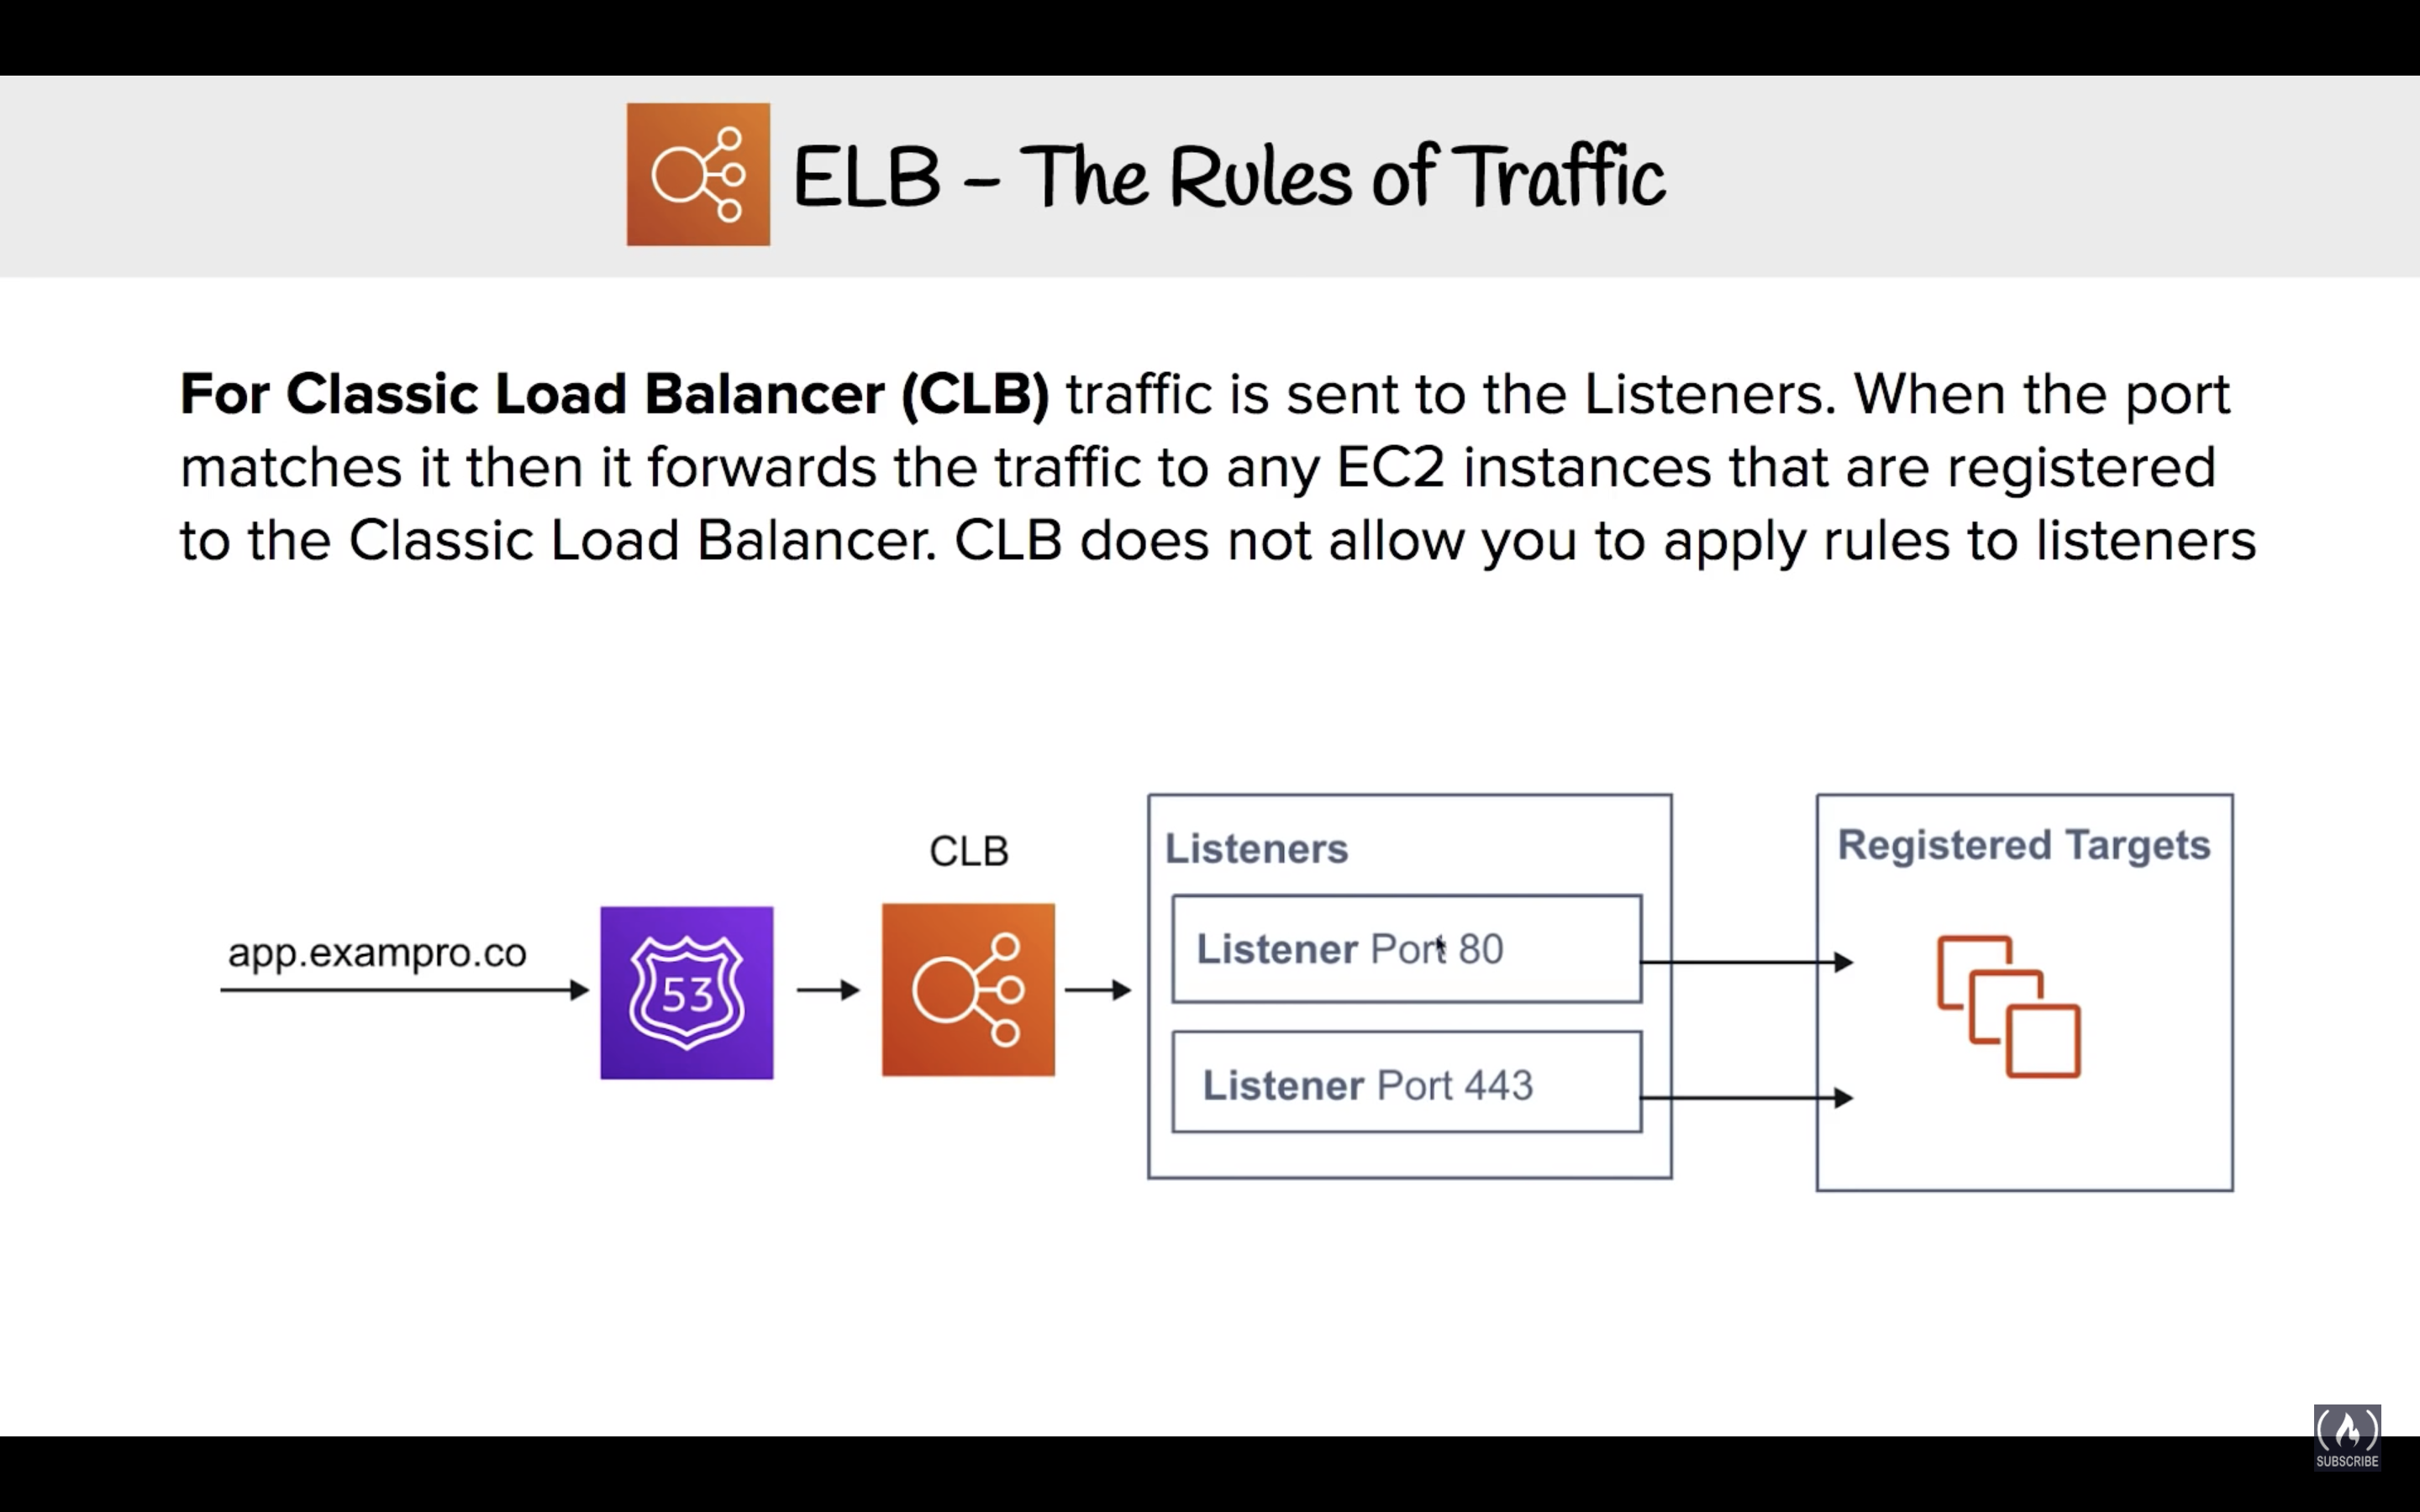 ELB – The Rules of Traffic
For Classic Load Balancer (CLB) traffic is sent to the Listeners. When the port
matches it then it forwards the traffic to any EC2 instances that are registered
to the Classic Load Balancer. CLB does not allow you to apply rules to listeners
app.exampro.co
53
CLB
Listeners
Listener Port 80
Listener Port 443
Registered Targets
SUBSCRIBE